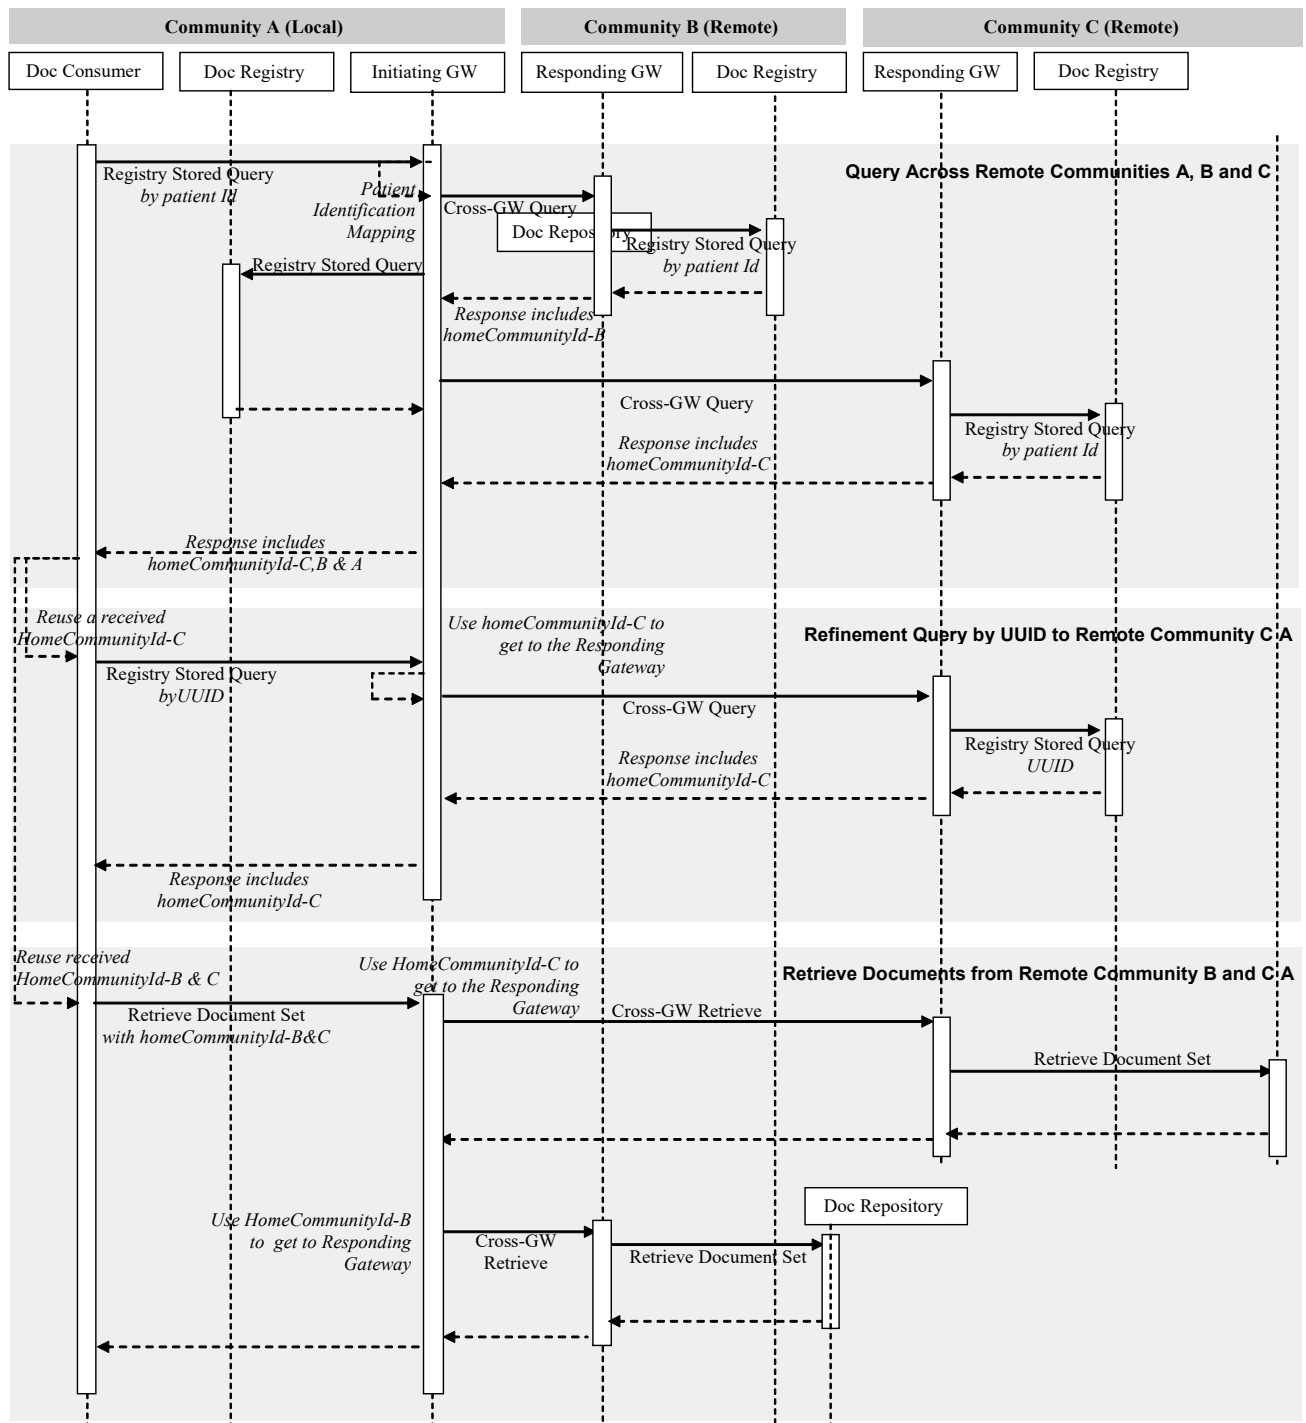 Community A (Local)
Community B (Remote)
Community C (Remote)
Doc Consumer
Doc Registry
Initiating GW
Responding GW
Doc Registry
Responding GW
Doc Registry
Query Across Remote Communities A, B and C
Registry Stored Query
by patient Id
Patient
Identification
Mapping
Cross-GW Query
Doc Repository
Registry Stored Query
by patient Id
Registry Stored Query
Response includes
homeCommunityId-B
Cross-GW Query
Registry Stored Query
by patient Id
Response includes
homeCommunityId-C
Response includes
homeCommunityId-C,B & A
Reuse a received
HomeCommunityId-C
Use homeCommunityId-C to
get to the Responding
Gateway
Refinement Query by UUID to Remote Community C A
Registry Stored Query
byUUID
Cross-GW Query
Registry Stored Query
UUID
Response includes
homeCommunityId-C
Response includes
homeCommunityId-C
Reuse received
HomeCommunityId-B & C
Use HomeCommunityId-C to
get to the Responding
Gateway
Retrieve Documents from Remote Community B and C A
Retrieve Document Set
with homeCommunityId-B&C
Cross-GW Retrieve
Retrieve Document Set
Doc Repository
Use HomeCommunityId-B
to get to Responding
Gateway
Cross-GW
Retrieve
Retrieve Document Set